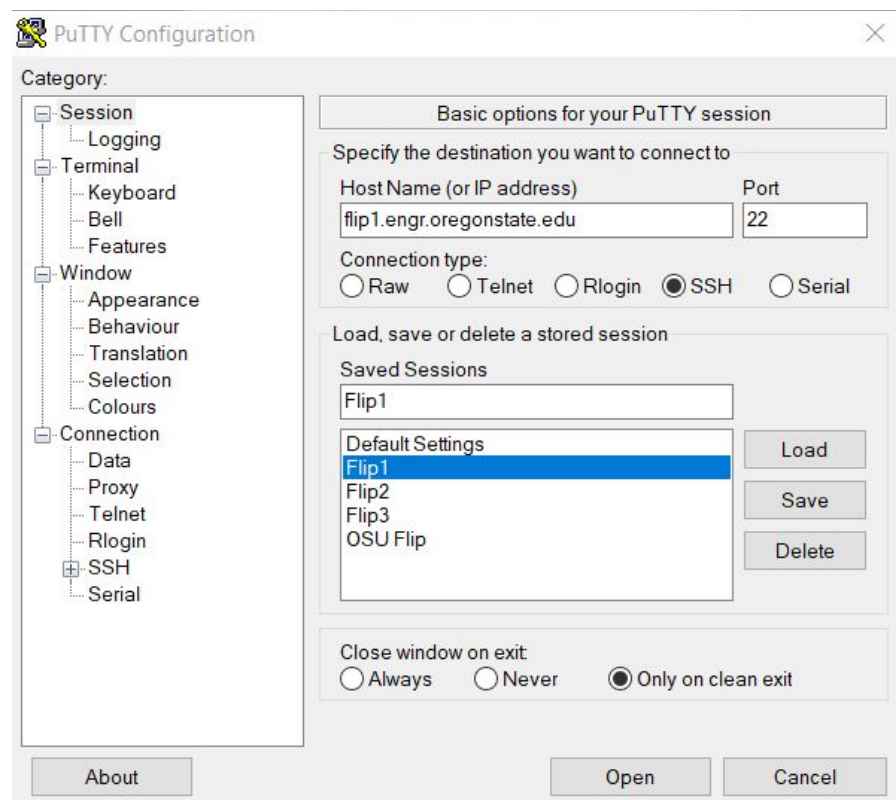 PuTTY Configuration
Category:
Session
Logging
Terminal
Keyboard
Bell
Features
Window
Appearance
Behaviour
Translation
Selection
Colours
Connection
Data
Proxy
Telnet
Rlogin
SSH
Serial
Basic options for your PuTTY session
Specify the destination you want to connect to
Host Name (or IP address) Port
flip1.engr.oregonstate.edu 22
Connection type:
Raw Telnet Rlogin SSH Serial
Load, save or delete a stored session
Saved Sessions
Flip1
Default Settings
Flip1
Flip2
Flip3
OSU Flip
Load
Save
Delete
Close window on exit:
Always Never Only on clean exit
About Open Cancel